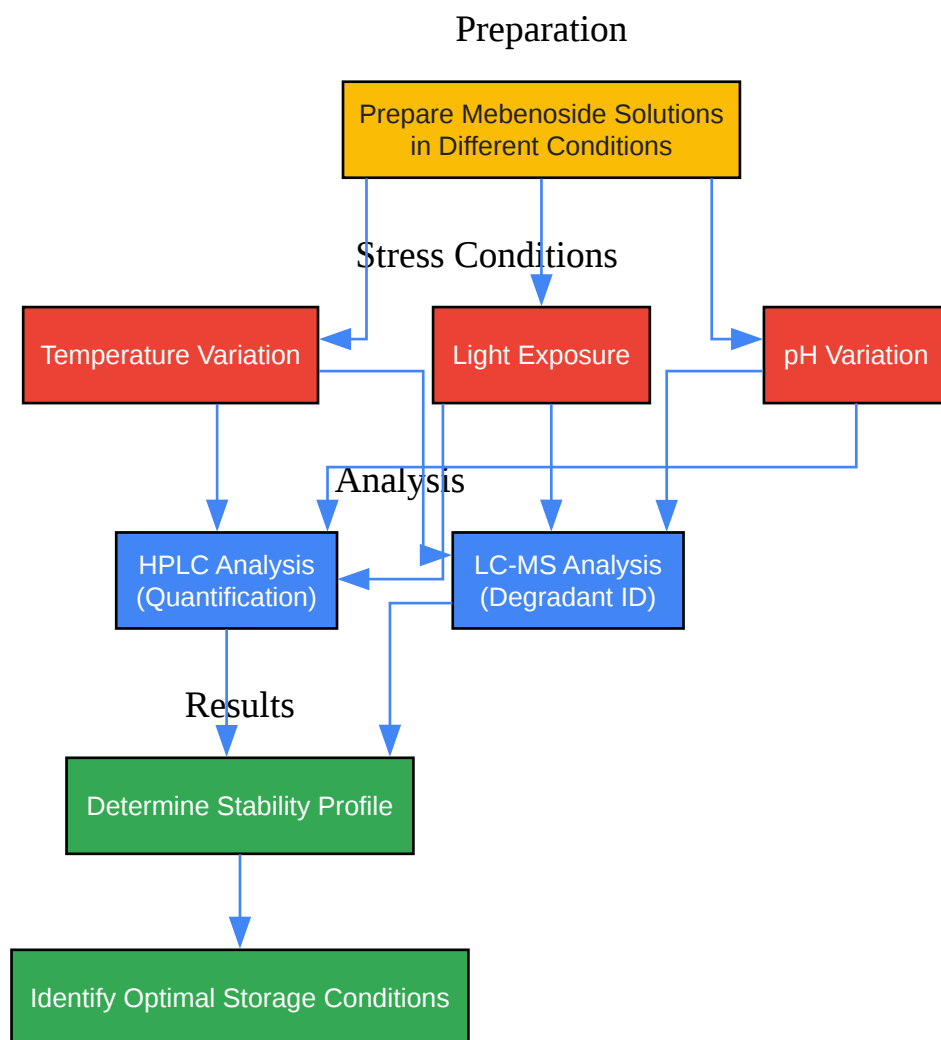 Preparation
Prepare Mebenoside Solutions
in Different Conditions
Stress Conditions
Temperature Variation
Light Exposure
pH Variation
Analysis
HPLC Analysis
(Quantification)
LC-MS Analysis
(Degradant ID)
Results
Determine Stability Profile
Identify Optimal Storage Conditions